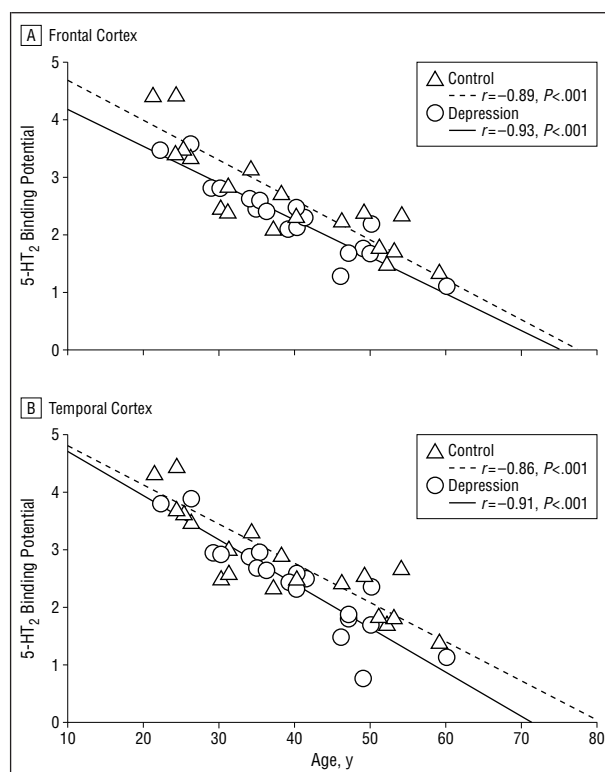 A Frontal Cortex
5
4
3
2
1
0
5-HT2 Binding Potential
Control
r=–0.89, P<.001
Depression
r=–0.93, P<.001
B Temporal Cortex
5
4
3
2
1
0
5-HT2 Binding Potential
Control
r=–0.86, P<.001
Depression
r=–0.91, P<.001
10 20 30 40 50 60 70 80
Age, y